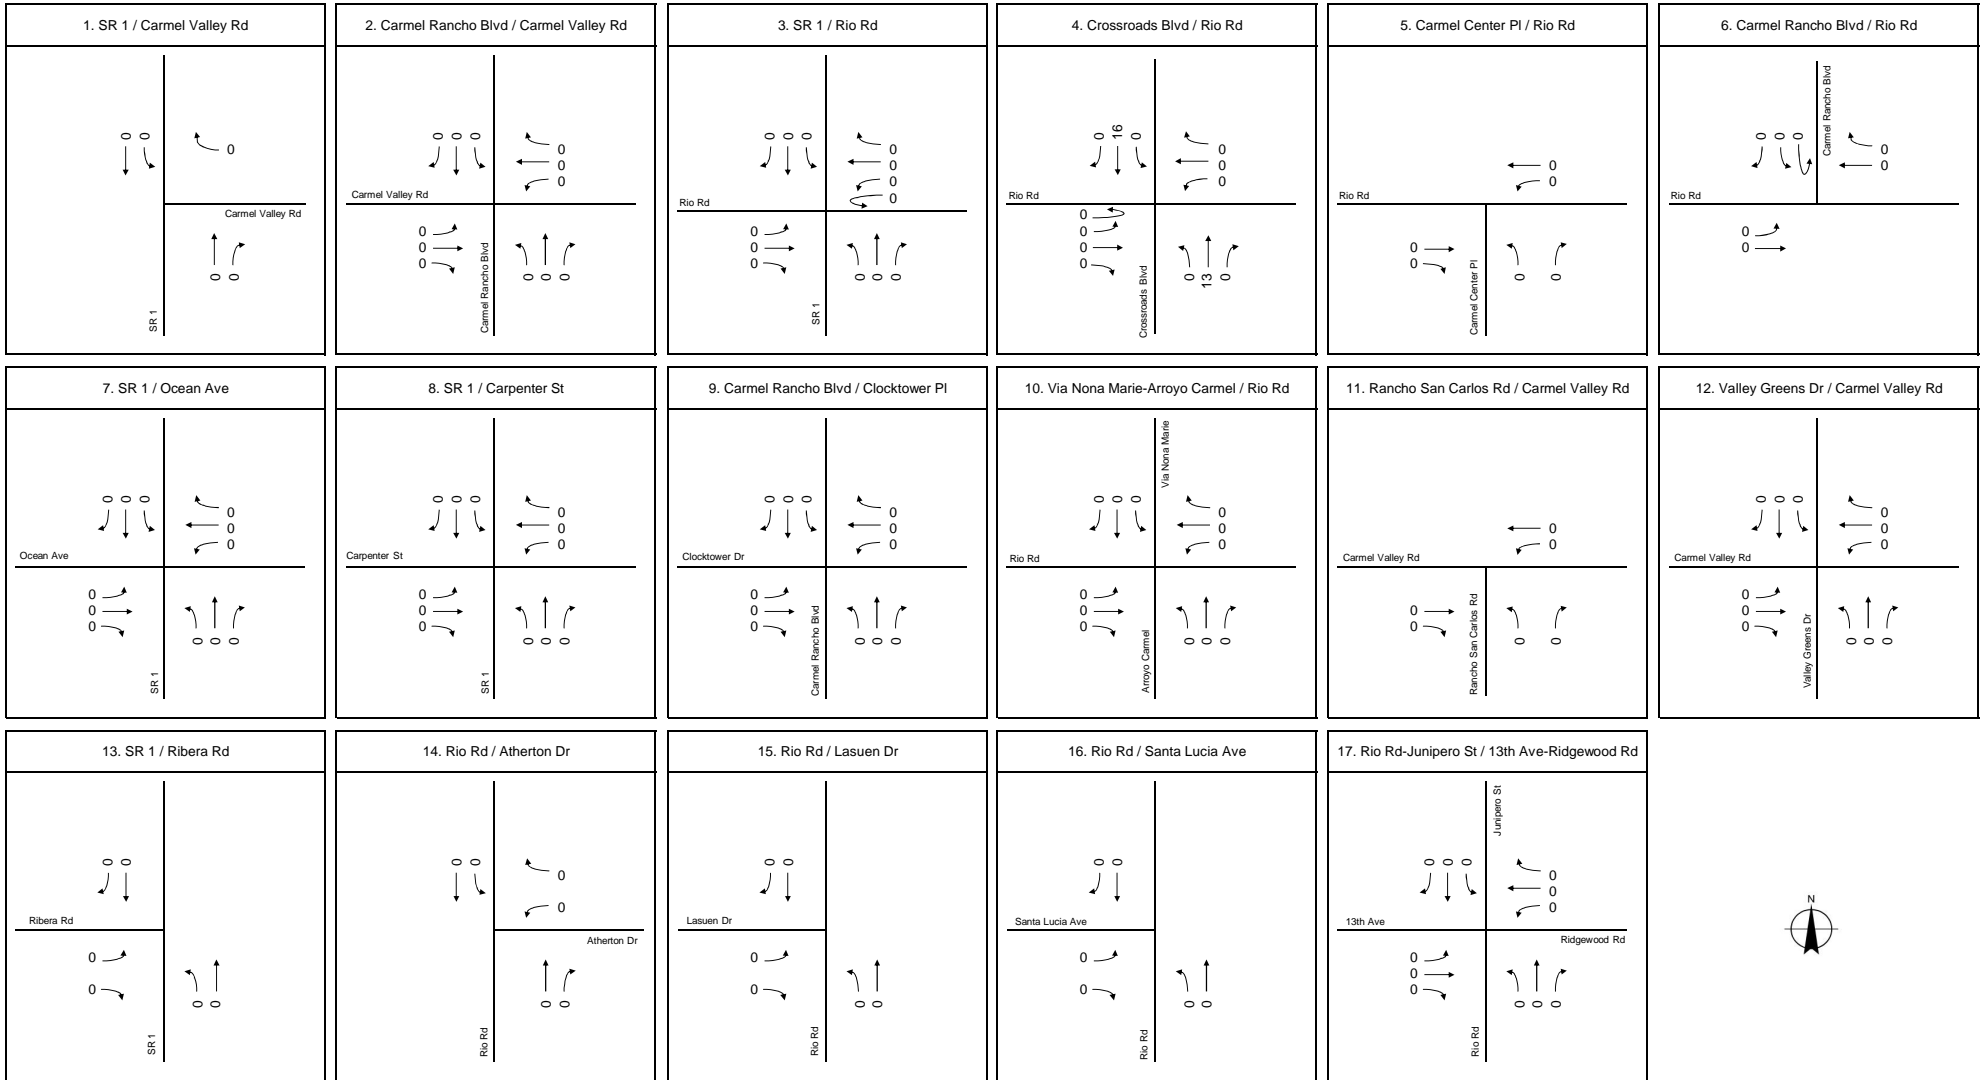 1. SR 1 / Carmel Valley Rd
0 0
0
Carmel Valley Rd
0 0
SR 1
2. Carmel Rancho Blvd / Carmel Valley Rd
0 0 0
0
0
0
Carmel Valley Rd
0
0
0
0 0 0
Carmel Rancho Blvd
3. SR 1 / Rio Rd
0 0 0
0
0
0
0
Rio Rd
0
0
0
0 0 0
SR 1
4. Crossroads Blvd / Rio Rd
0 16 0
0
0
0
Rio Rd
0
0
0
0
0 13 0
Crossroads Blvd
5. Carmel Center Pl / Rio Rd
0
0
Rio Rd
0
0
0 0
Carmel Center Pl
6. Carmel Rancho Blvd / Rio Rd
Carmel Rancho Blvd
0 0 0
0
0
Rio Rd
0
0
7. SR 1 / Ocean Ave
0 0 0
0
0
0
Ocean Ave
0
0
0
0 0 0
SR 1
8. SR 1 / Carpenter St
0 0 0
0
0
0
Carpenter St
0
0
0
0 0 0
SR 1
9. Carmel Rancho Blvd / Clocktower Pl
0 0 0
0
0
0
Clocktower Dr
0
0
0
0 0 0
Carmel Rancho Blvd
10. Via Nona Marie-Arroyo Carmel / Rio Rd
Via Nona Marie
0 0 0
0
0
0
Rio Rd
0
0
0
0 0 0
Arroyo Carmel
11. Rancho San Carlos Rd / Carmel Valley Rd
0
0
Carmel Valley Rd
0
0
0 0
Rancho San Carlos Rd
12. Valley Greens Dr / Carmel Valley Rd
0 0 0
0
0
0
Carmel Valley Rd
0
0
0
0 0 0
Valley Greens Dr
13. SR 1 / Ribera Rd
0 0
Ribera Rd
0
0
0 0
SR 1
14. Rio Rd / Atherton Dr
0 0
0
0
Atherton Dr
0 0
Rio Rd
15. Rio Rd / Lasuen Dr
0 0
Lasuen Dr
0
0
0 0
Rio Rd
16. Rio Rd / Santa Lucia Ave
0 0
Santa Lucia Ave
0
0
0 0
Rio Rd
17. Rio Rd-Junipero St / 13th Ave-Ridgewood Rd
Junipero St
0 0 0
0
0
0
13th Ave
Ridgewood Rd
0
0
0
0 0 0
Rio Rd
N